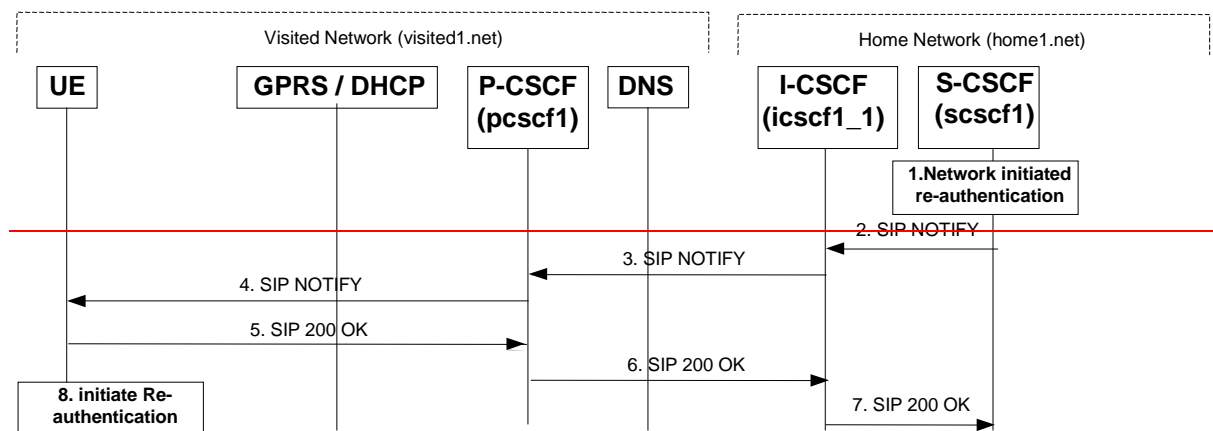 Visited Network (visited1.net)
Home Network (home1.net)
UE
GPRS / DHCP
P-CSCF
(pcscf1)
DNS
I-CSCF
(icscf1_1)
S-CSCF
(scscf1)
1.Network initiated
re-authentication
2. SIP NOTIFY
3. SIP NOTIFY
4. SIP NOTIFY
5. SIP 200 OK
6. SIP 200 OK
7. SIP 200 OK
8. initiate Re-
authentication